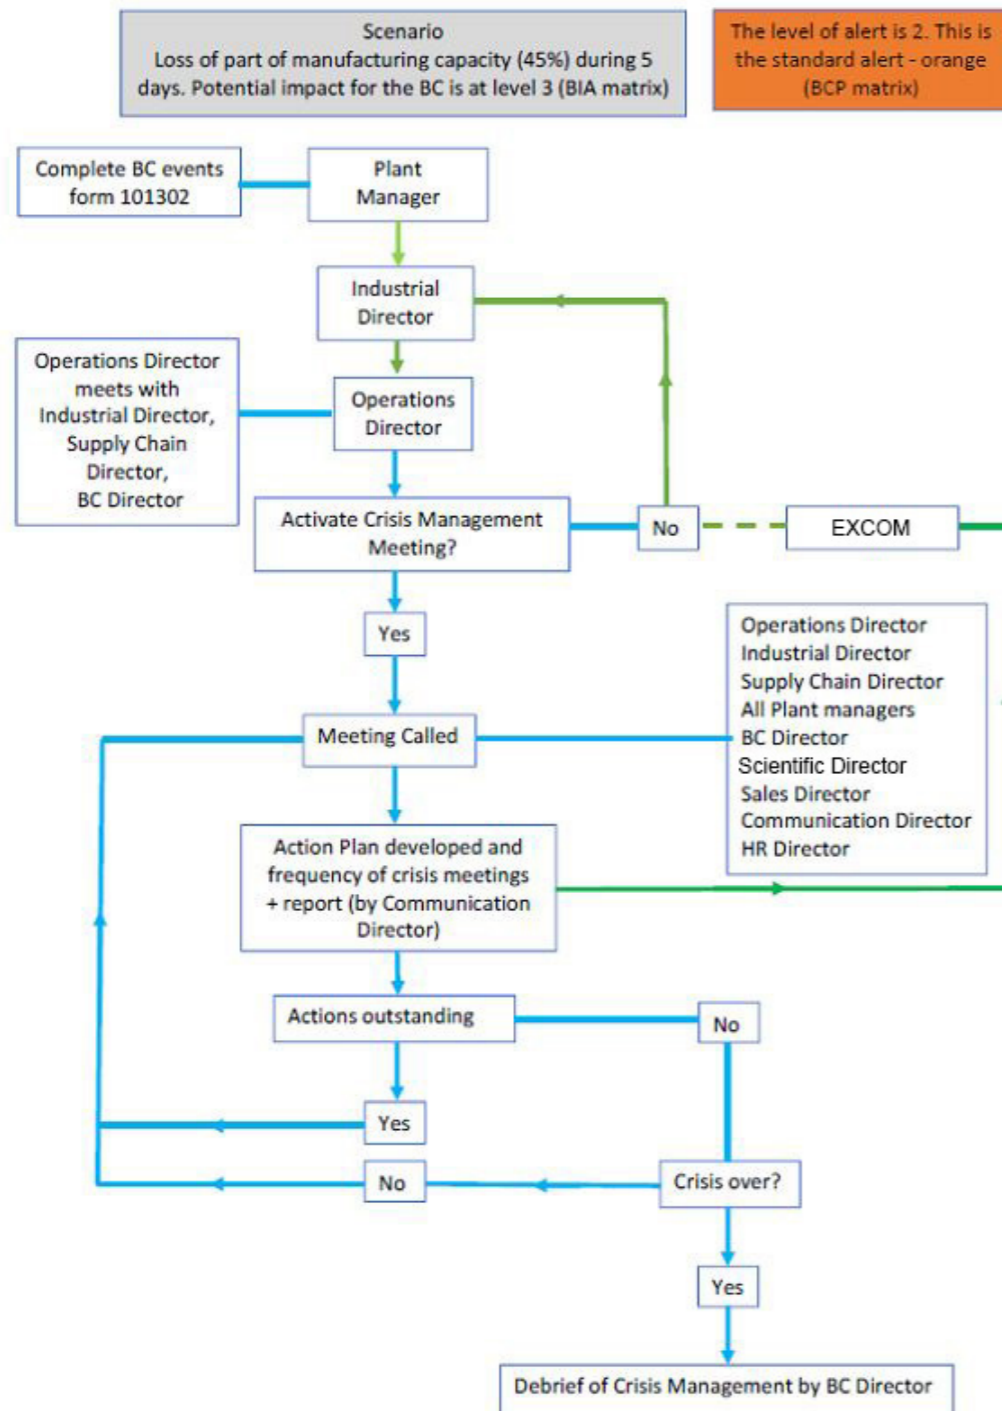 Scenario
Loss of part of manufacturing capacity (45%) during 5
days. Potential impact for the BC is at level 3 (BIA matrix)
The level of alert is 2. This is
the standard alert - orange
(BCP matrix)
Complete BC events
form 101302
Plant
Manager
Industrial
Director
Operations Director
meets with
Industrial Director,
Supply Chain
Director,
BC Director
Operations
Director
Activate Crisis Management
Meeting?
No
EXCOM
Yes
Operations Director
Industrial Director
Supply Chain Director
All Plant managers
BC Director
Scientific Director
Sales Director
Communication Director
HR Director
Meeting Called
Action Plan developed and
frequency of crisis meetings
+ report (by Communication
Director)
Actions outstanding
No
Yes
No
Crisis over?
Yes
Debrief of Crisis Management by BC Director